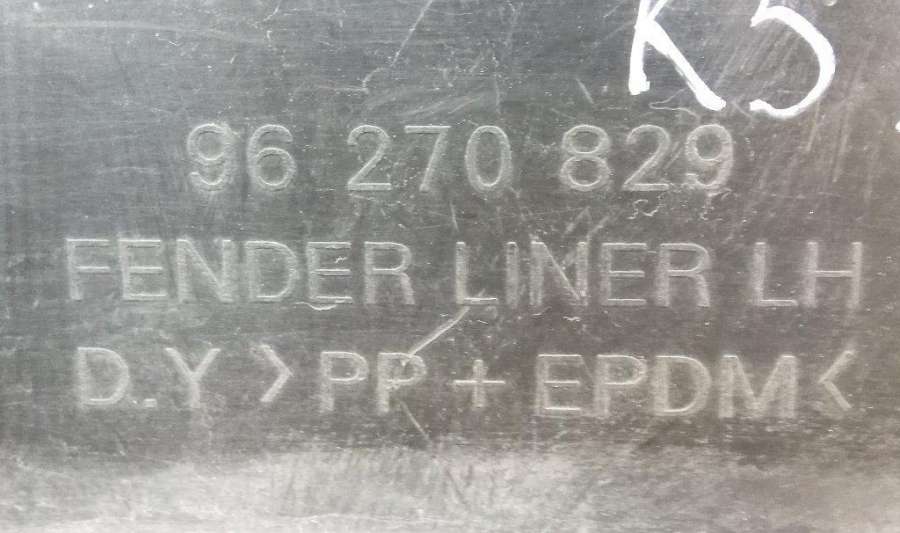 K5
96 270 829
FENDER LINER LH
D.Y >PP + EPDM<